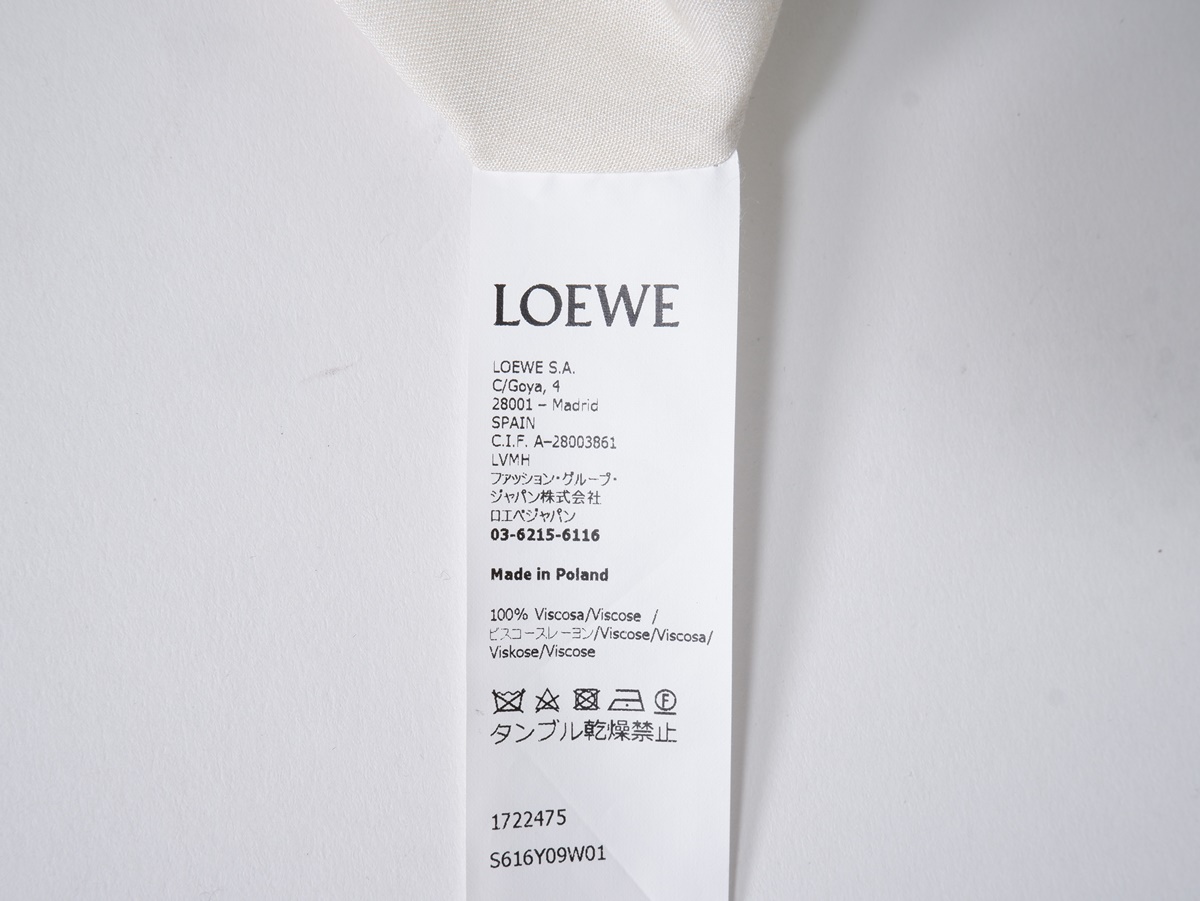 LOEWE
LOEWE S.A.
C/Goya, 4
28001 – Madrid
SPAIN
C.I.F. A–28003861
LVMH
ファッション・グループ・
ジャパン株式会社
ロエベジャパン
03-6215-6116
Made in Poland
100% Viscosa/Viscose /
ビスコースレーヨン/Viscose/Viscosa/
Viskose/Viscose
F
タンブル乾燥禁止
1722475
S616Y09W01